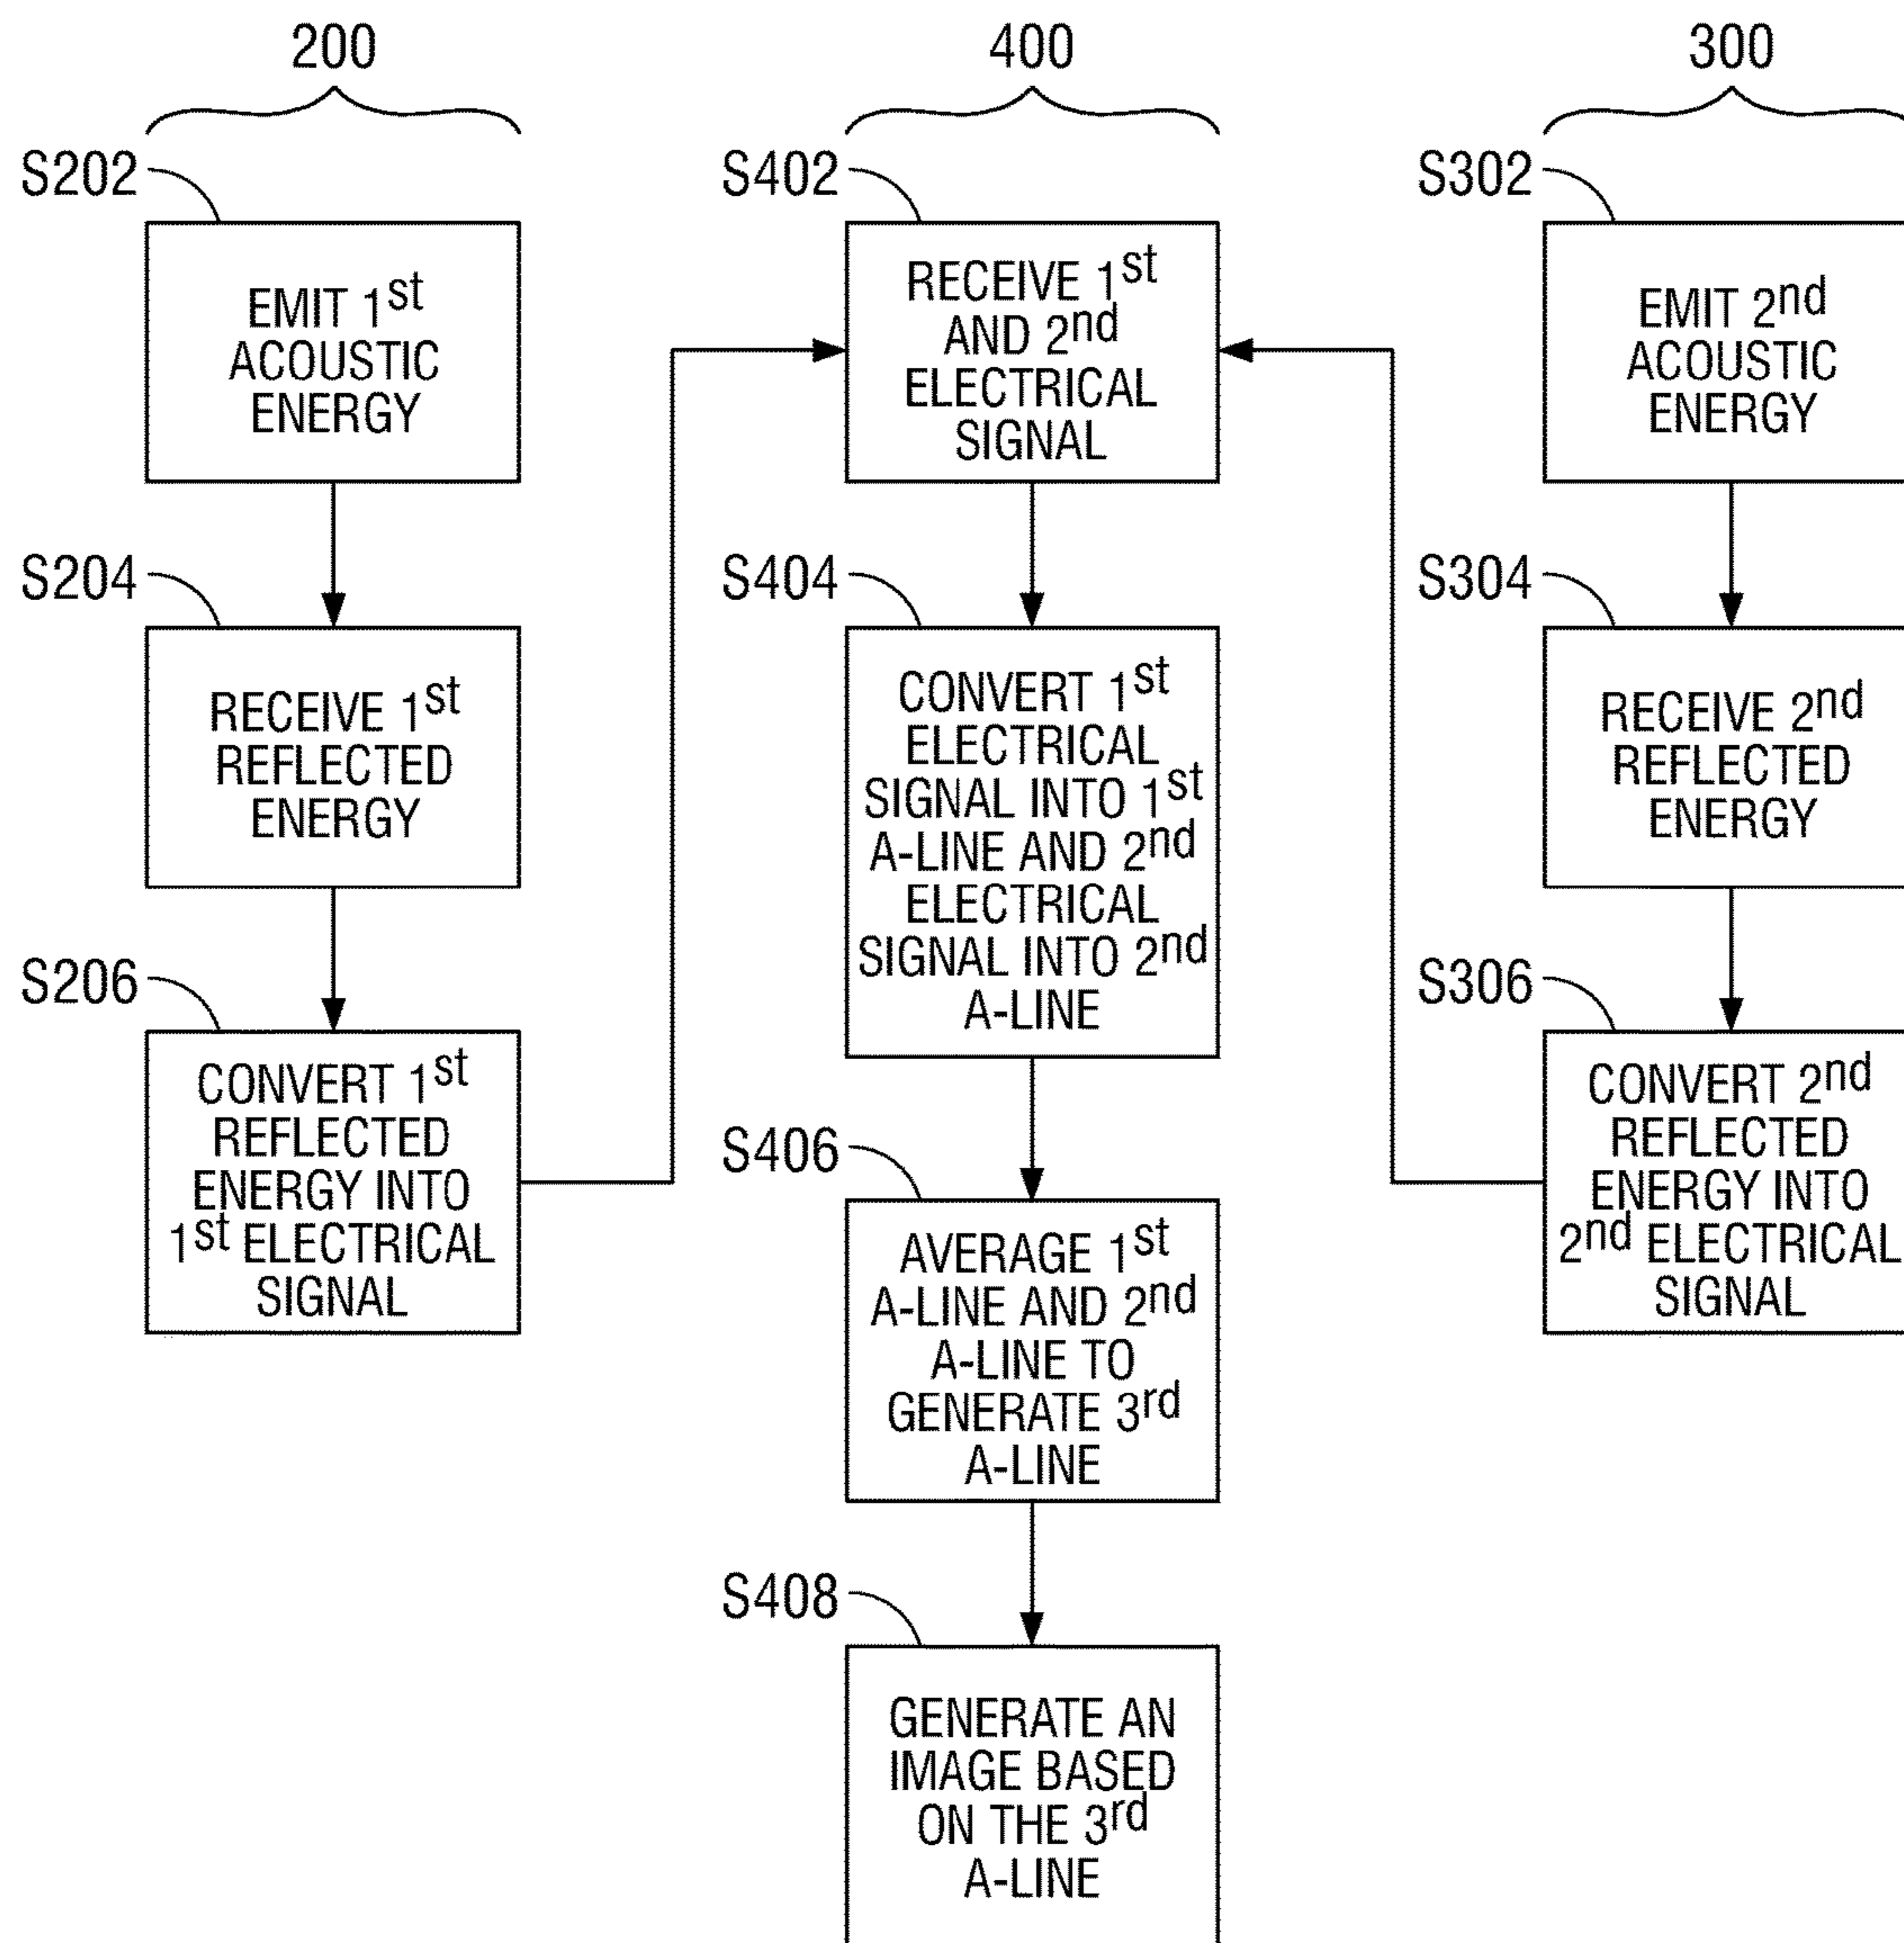 200
S202
EMIT 1st
ACOUSTIC
ENERGY
S204
RECEIVE 1st
REFLECTED
ENERGY
S206
CONVERT 1st
REFLECTED
ENERGY INTO
1st ELECTRICAL
SIGNAL
400
S402
RECEIVE 1st
AND 2nd
ELECTRICAL
SIGNAL
S404
CONVERT 1st
ELECTRICAL
SIGNAL INTO 1st
A-LINE AND 2nd
ELECTRICAL
SIGNAL INTO 2nd
A-LINE
S406
AVERAGE 1st
A-LINE AND 2nd
A-LINE TO
GENERATE 3rd
A-LINE
S408
GENERATE AN
IMAGE BASED
ON THE 3rd
A-LINE
300
S302
EMIT 2nd
ACOUSTIC
ENERGY
S304
RECEIVE 2nd
REFLECTED
ENERGY
S306
CONVERT 2nd
REFLECTED
ENERGY INTO
2nd ELECTRICAL
SIGNAL